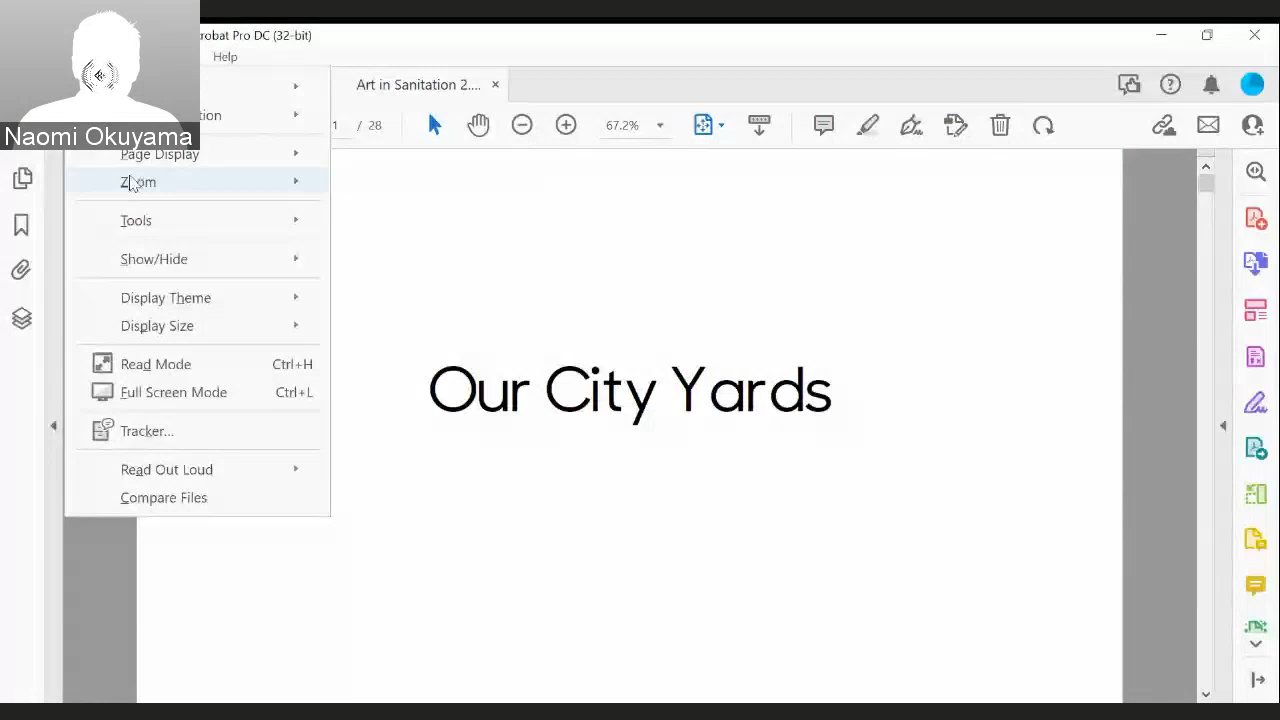 robat Pro DC (32-bit)
Help
Art in Sanitation 2....
tion
1 / 28
67.2%
Naomi Okuyama
Page Display
Zoom
Tools
Show/Hide
Display Theme
Display Size
Read Mode Ctrl+H
Full Screen Mode Ctrl+L
Tracker...
Read Out Loud
Compare Files
Our City Yards